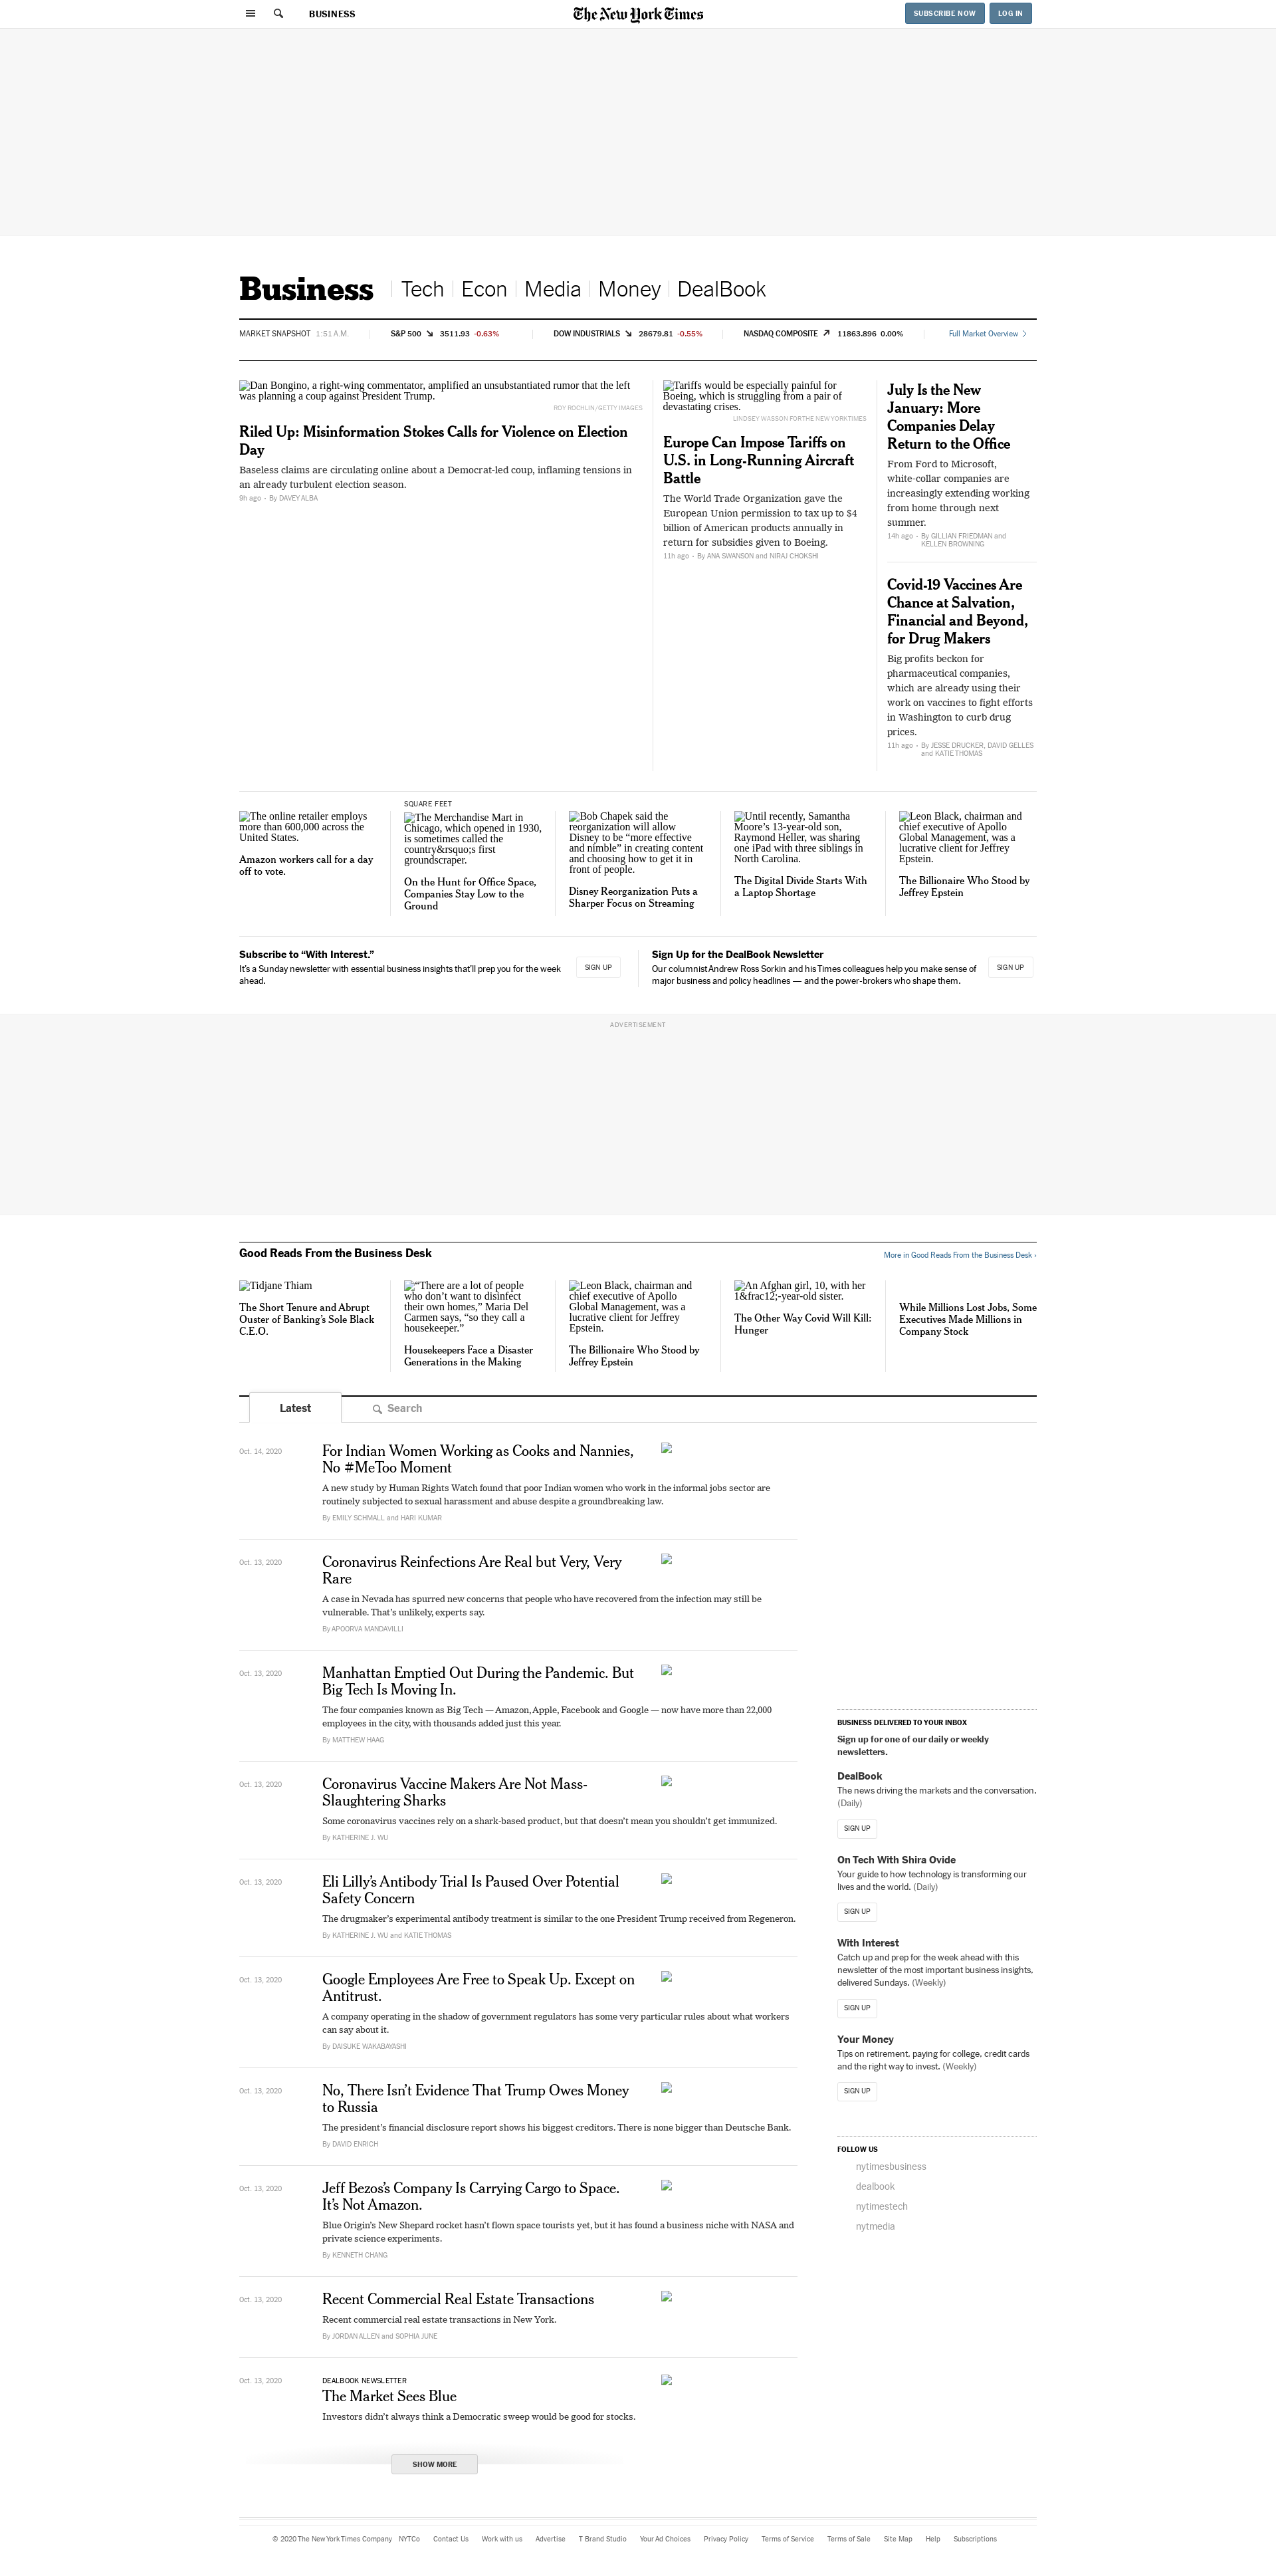 BUSINESS
The New York Times
SUBSCRIBE NOW
LOG IN
Business
Tech
Econ
Media
Money
DealBook
MARKET SNAPSHOT 1:51 A.M.
S&P 500 3511.93 -0.63%
DOW INDUSTRIALS 28679.81 -0.55%
NASDAQ COMPOSITE 11863.896 0.00%
Full Market Overview
Dan Bongino, a right-wing commentator, amplified an unsubstantiated rumor that the left
was planning a coup against President Trump.
ROY ROCHLIN/GETTY IMAGES
Riled Up: Misinformation Stokes Calls for Violence on Election
Day
Baseless claims are circulating online about a Democrat-led coup, inflaming tensions in
an already turbulent election season.
9h ago • By DAVEY ALBA
Tariffs would be especially painful for
Boeing, which is struggling from a pair of
devastating crises.
LINDSEY WASSON FOR THE NEW YORK TIMES
Europe Can Impose Tariffs on
U.S. in Long-Running Aircraft
Battle
The World Trade Organization gave the
European Union permission to tax up to $4
billion of American products annually in
return for subsidies given to Boeing.
11h ago • By ANA SWANSON and NIRAJ CHOKSHI
July Is the New
January: More
Companies Delay
Return to the Office
From Ford to Microsoft,
white-collar companies are
increasingly extending working
from home through next
summer.
14h ago • By GILLIAN FRIEDMAN and
KELLEN BROWNING
Covid-19 Vaccines Are
Chance at Salvation,
Financial and Beyond,
for Drug Makers
Big profits beckon for
pharmaceutical companies,
which are already using their
work on vaccines to fight efforts
in Washington to curb drug
prices.
11h ago • By JESSE DRUCKER, DAVID GELLES
and KATIE THOMAS
The online retailer employs
more than 600,000 across the
United States.
Amazon workers call for a day
off to vote.
SQUARE FEET
The Merchandise Mart in
Chicago, which opened in 1930,
is sometimes called the
country&rsquo;s first
groundscraper.
On the Hunt for Office Space,
Companies Stay Low to the
Ground
Bob Chapek said the
reorganization will allow
Disney to be “more effective
and nimble” in creating content
and choosing how to get it in
front of people.
Disney Reorganization Puts a
Sharper Focus on Streaming
Until recently, Samantha
Moore’s 13-year-old son,
Raymond Heller, was sharing
one iPad with three siblings in
North Carolina.
The Digital Divide Starts With
a Laptop Shortage
Leon Black, chairman and
chief executive of Apollo
Global Management, was a
lucrative client for Jeffrey
Epstein.
The Billionaire Who Stood by
Jeffrey Epstein
Subscribe to “With Interest.”
It’s a Sunday newsletter with essential business insights that’ll prep you for the week
ahead.
SIGN UP
Sign Up for the DealBook Newsletter
Our columnist Andrew Ross Sorkin and his Times colleagues help you make sense of
major business and policy headlines — and the power-brokers who shape them.
SIGN UP
ADVERTISEMENT
Good Reads From the Business Desk
More in Good Reads From the Business Desk ›
Tidjane Thiam
The Short Tenure and Abrupt
Ouster of Banking’s Sole Black
C.E.O.
“There are a lot of people
who don’t want to disinfect
their own homes,” Maria Del
Carmen says, “so they call a
housekeeper.”
Housekeepers Face a Disaster
Generations in the Making
Leon Black, chairman and
chief executive of Apollo
Global Management, was a
lucrative client for Jeffrey
Epstein.
The Billionaire Who Stood by
Jeffrey Epstein
An Afghan girl, 10, with her
1&frac12;-year-old sister.
The Other Way Covid Will Kill:
Hunger
While Millions Lost Jobs, Some
Executives Made Millions in
Company Stock
Latest
Search
Oct. 14, 2020
For Indian Women Working as Cooks and Nannies,
No #MeToo Moment
A new study by Human Rights Watch found that poor Indian women who work in the informal jobs sector are
routinely subjected to sexual harassment and abuse despite a groundbreaking law.
By EMILY SCHMALL and HARI KUMAR
Oct. 13, 2020
Coronavirus Reinfections Are Real but Very, Very
Rare
A case in Nevada has spurred new concerns that people who have recovered from the infection may still be
vulnerable. That’s unlikely, experts say.
By APOORVA MANDAVILLI
Oct. 13, 2020
Manhattan Emptied Out During the Pandemic. But
Big Tech Is Moving In.
The four companies known as Big Tech — Amazon, Apple, Facebook and Google — now have more than 22,000
employees in the city, with thousands added just this year.
By MATTHEW HAAG
Oct. 13, 2020
Coronavirus Vaccine Makers Are Not Mass-
Slaughtering Sharks
Some coronavirus vaccines rely on a shark-based product, but that doesn’t mean you shouldn’t get immunized.
By KATHERINE J. WU
Oct. 13, 2020
Eli Lilly’s Antibody Trial Is Paused Over Potential
Safety Concern
The drugmaker’s experimental antibody treatment is similar to the one President Trump received from Regeneron.
By KATHERINE J. WU and KATIE THOMAS
Oct. 13, 2020
Google Employees Are Free to Speak Up. Except on
Antitrust.
A company operating in the shadow of government regulators has some very particular rules about what workers
can say about it.
By DAISUKE WAKABAYASHI
Oct. 13, 2020
No, There Isn’t Evidence That Trump Owes Money
to Russia
The president’s financial disclosure report shows his biggest creditors. There is none bigger than Deutsche Bank.
By DAVID ENRICH
Oct. 13, 2020
Jeff Bezos’s Company Is Carrying Cargo to Space.
It’s Not Amazon.
Blue Origin’s New Shepard rocket hasn’t flown space tourists yet, but it has found a business niche with NASA and
private science experiments.
By KENNETH CHANG
Oct. 13, 2020
Recent Commercial Real Estate Transactions
Recent commercial real estate transactions in New York.
By JORDAN ALLEN and SOPHIA JUNE
Oct. 13, 2020
DEALBOOK NEWSLETTER
The Market Sees Blue
Investors didn’t always think a Democratic sweep would be good for stocks.
SHOW MORE
BUSINESS DELIVERED TO YOUR INBOX
Sign up for one of our daily or weekly
newsletters.
DealBook
The news driving the markets and the conversation.
(Daily)
SIGN UP
On Tech With Shira Ovide
Your guide to how technology is transforming our
lives and the world. (Daily)
SIGN UP
With Interest
Catch up and prep for the week ahead with this
newsletter of the most important business insights,
delivered Sundays. (Weekly)
SIGN UP
Your Money
Tips on retirement, paying for college, credit cards
and the right way to invest. (Weekly)
SIGN UP
FOLLOW US
nytimesbusiness
dealbook
nytimestech
nytmedia
© 2020 The New York Times Company NYTCo Contact Us Work with us Advertise T Brand Studio Your Ad Choices Privacy Policy Terms of Service Terms of Sale Site Map Help Subscriptions